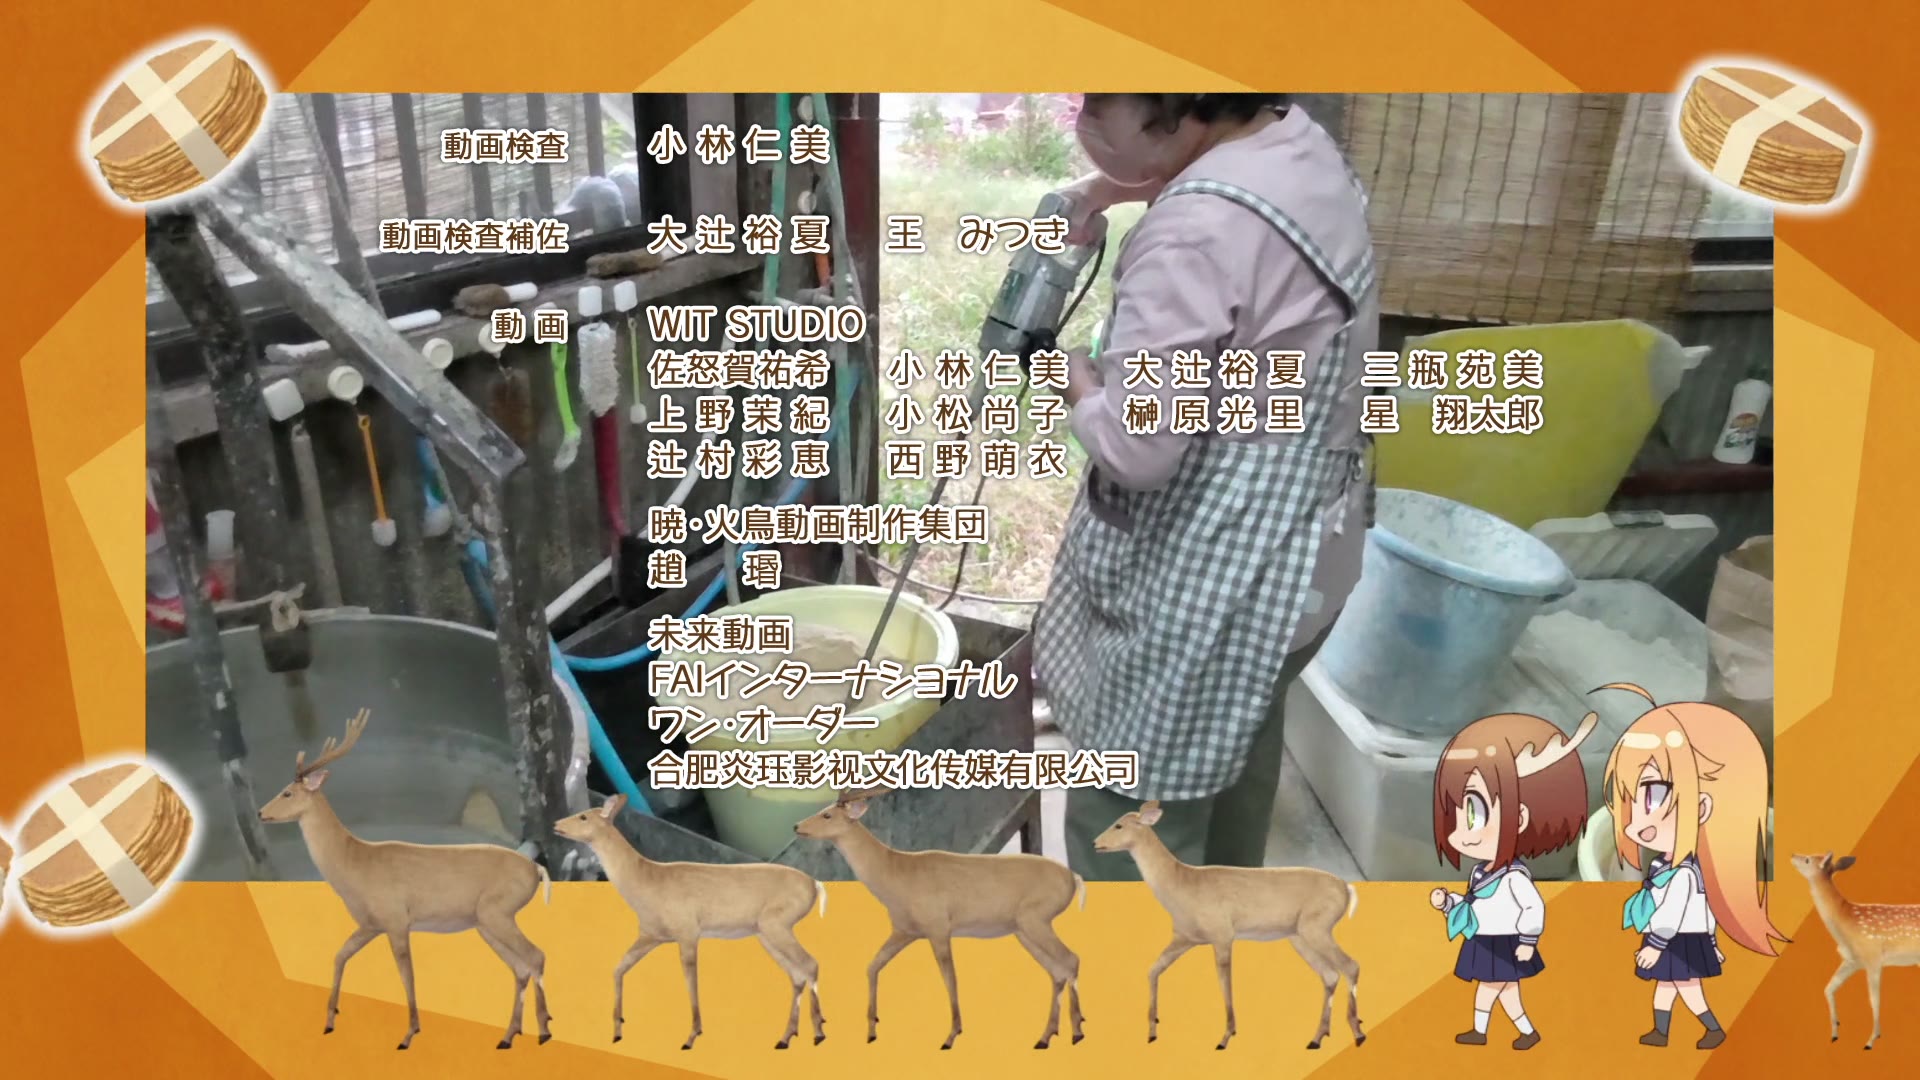 動画検査 小林仁美
動画検査補佐 大辻裕夏 王 みつき
動画 WIT STUDIO
佐怒賀祐希 小林仁美 大辻裕夏 三瓶苑美
上野茉紀 小松尚子 榊原光里 星 翔太郎
辻村彩恵 西野萌衣
暁・火鳥動画制作集団
趙 瑨
未来動画
FAIインターナショナル
ワン・オーダー
合肥炎珏影视文化传媒有限公司